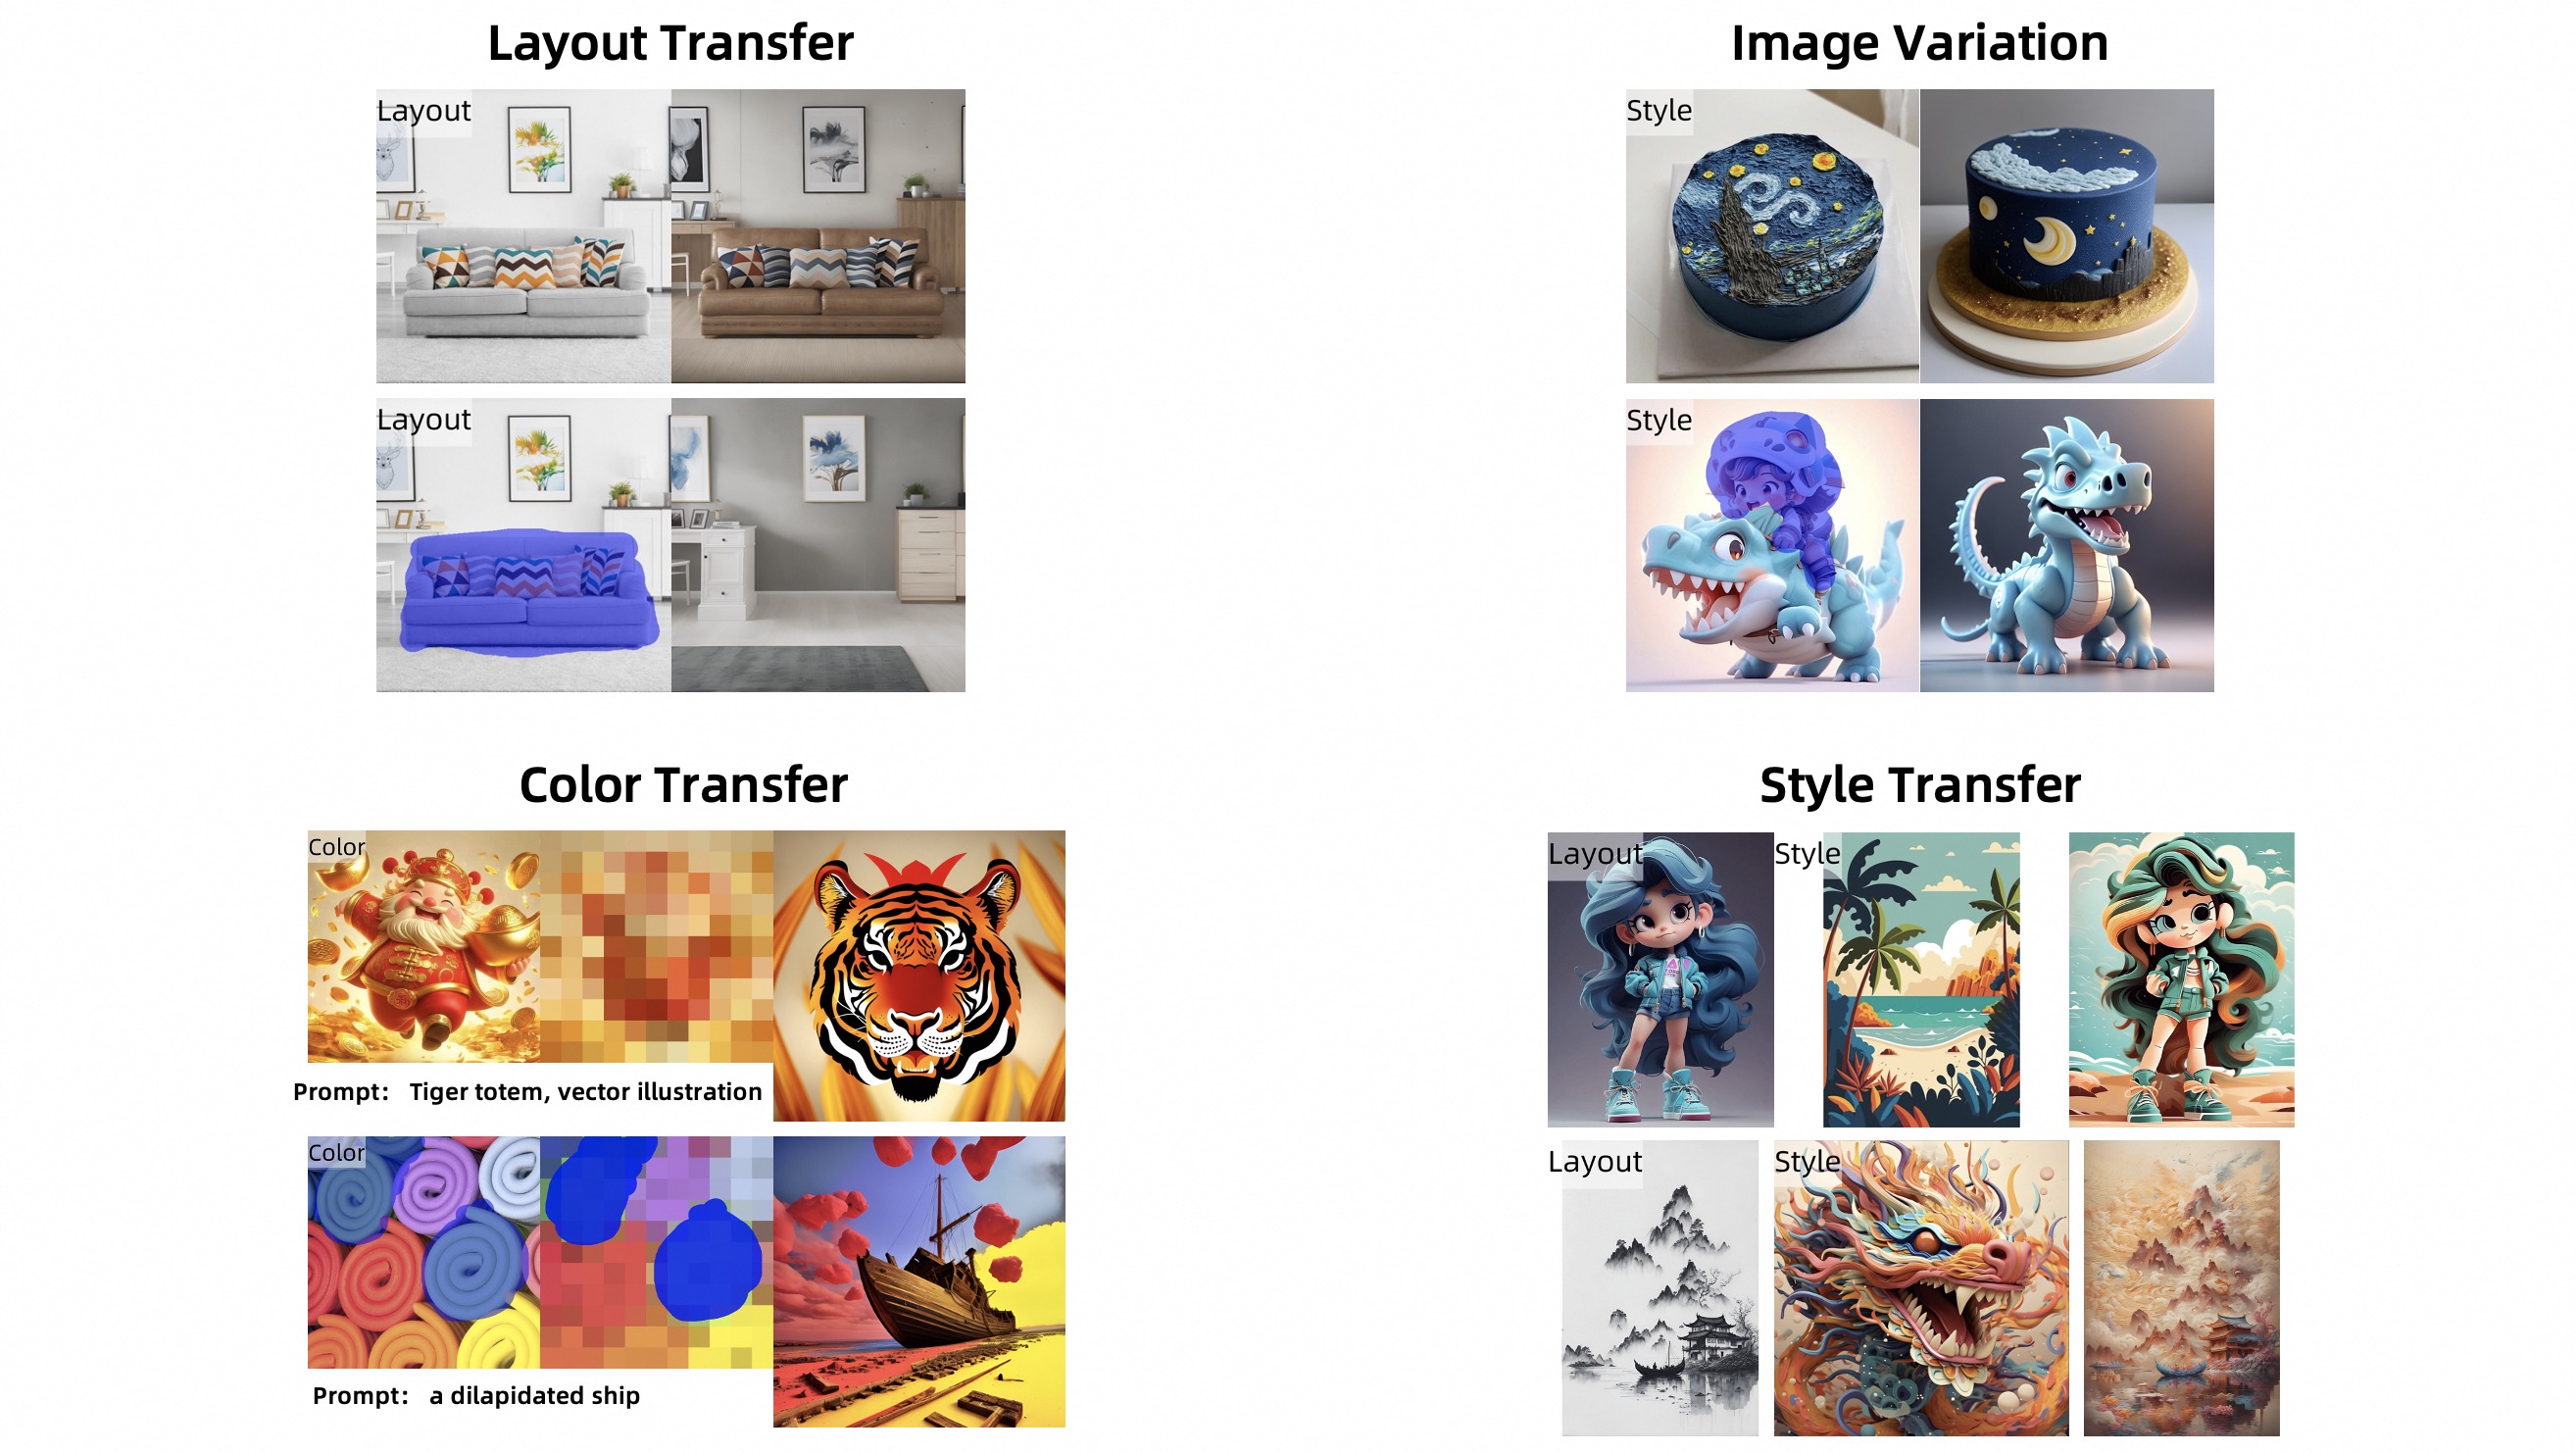 Layout Transfer
Layout
Layout
Image Variation
Style
Style
Color Transfer
Color
Prompt: Tiger totem, vector illustration
Color
Prompt: a dilapidated ship
Style Transfer
Layout
Style
Layout
Style